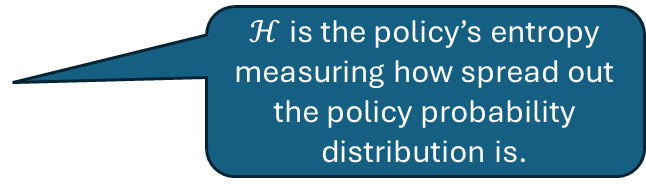 ℋ is the policy’s entropy
measuring how spread out
the policy probability
distribution is.